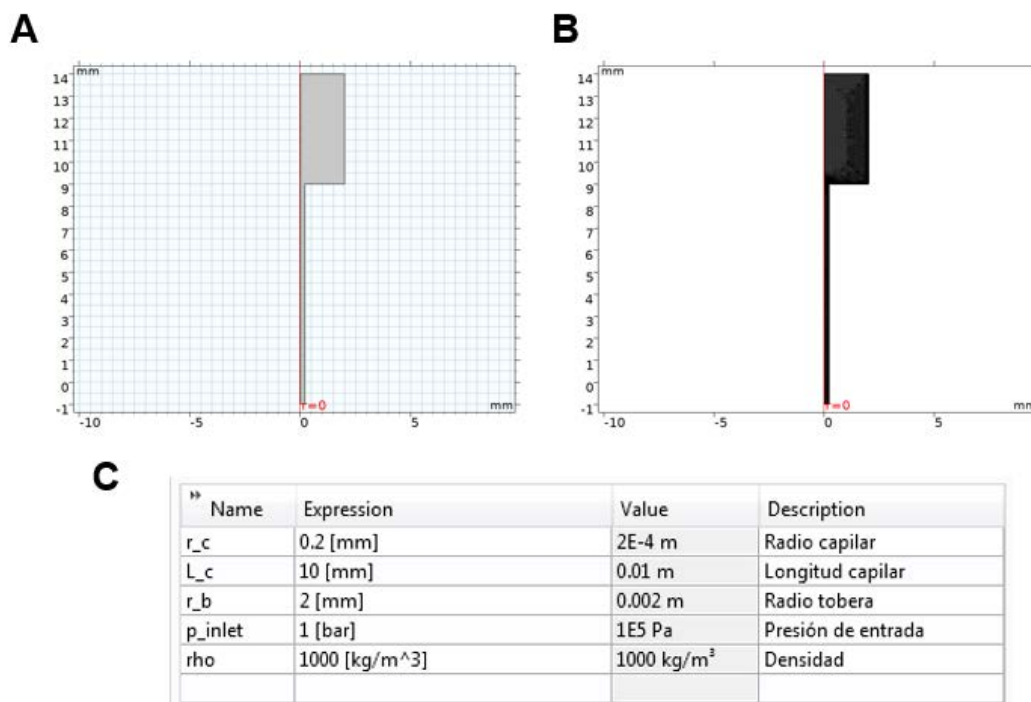 A
B
mm
14
13
12
11
10
9
8
7
6
5
4
3
2
1
0
-1
r=0
mm
-10
-5
0
5
mm
14
13
12
11
10
9
8
7
6
5
4
3
2
1
0
-1
r=0
mm
-10
-5
0
5
C
Name Expression Value Description
r_c 0.2 [mm] 2E-4 m Radio capilar
L_c 10 [mm] 0.01 m Longitud capilar
r_b 2 [mm] 0.002 m Radio tobera
p_inlet 1 [bar] 1E5 Pa Presión de entrada
rho 1000 [kg/m^3] 1000 kg/m³ Densidad